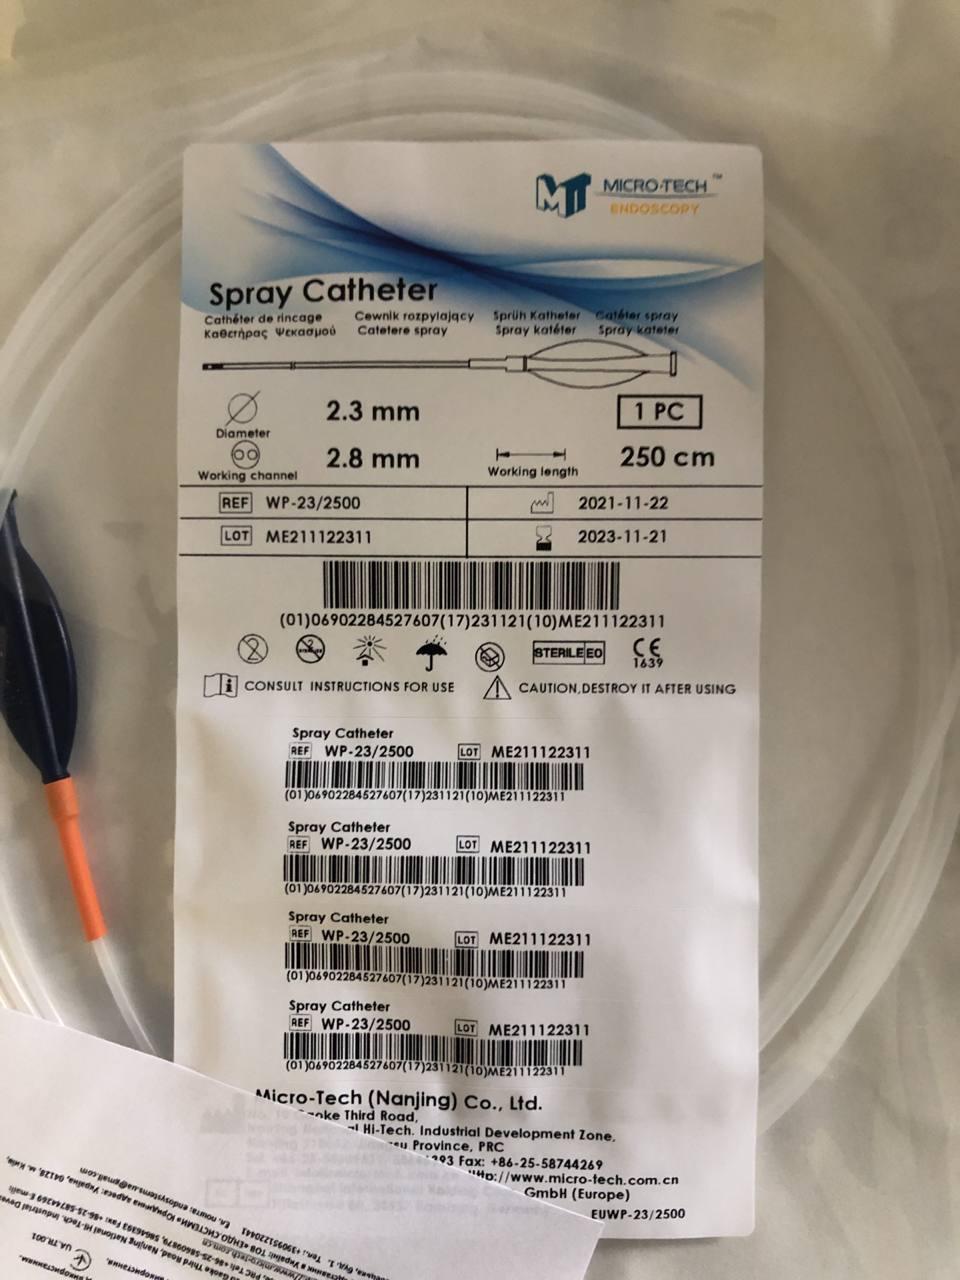 MT MICRO-TECH ™
ENDOSCOPY
Spray Catheter
Cathéter de rincage Cewnik rozpylający Sprüh Katheter Catéter spray
Καθετήρας Ψεκασμού Catetere spray Spray katéter Spray kateter
2.3 mm 1 PC
Diameter
2.8 mm 250 cm
Working channel Working length
REF WP-23/2500 2021-11-22
LOT ME211122311 2023-11-21
(01)06902284527607(17)231121(10)ME211122311
STERILE EO CE
1639
CONSULT INSTRUCTIONS FOR USE CAUTION,DESTROY IT AFTER USING
Spray Catheter
REF WP-23/2500 LOT ME211122311
(01)06902284527607(17)231121(10)ME211122311
Spray Catheter
REF WP-23/2500 LOT ME211122311
(01)06902284527607(17)231121(10)ME211122311
Spray Catheter
REF WP-23/2500 LOT ME211122311
(01)06902284527607(17)231121(10)ME211122311
Spray Catheter
REF WP-23/2500 LOT ME211122311
(01)06902284527607(17)231121(10)ME211122311
Micro-Tech (Nanjing) Co., Ltd.
Third Road,
Hi-Tech. Industrial Development Zone,
Province, PRC
Fax: +86-25-58744269
http://www.micro-tech.com.cn
GmbH (Europe)
EUWP-23/2500
UA.TR.001